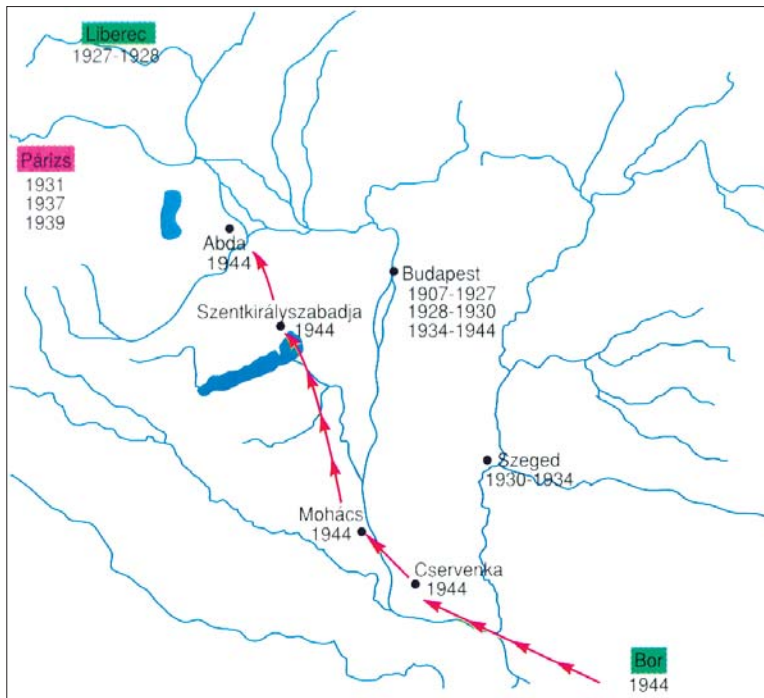 Liberec
1927-1928
Párizs
1931
1937
1939
Abda
1944
Budapest
1907-1927
1928-1930
1934-1944
Szentkirályszabadja
1944
Szeged
1930-1934
Mohács
1944
Cservenka
1944
Bor
1944